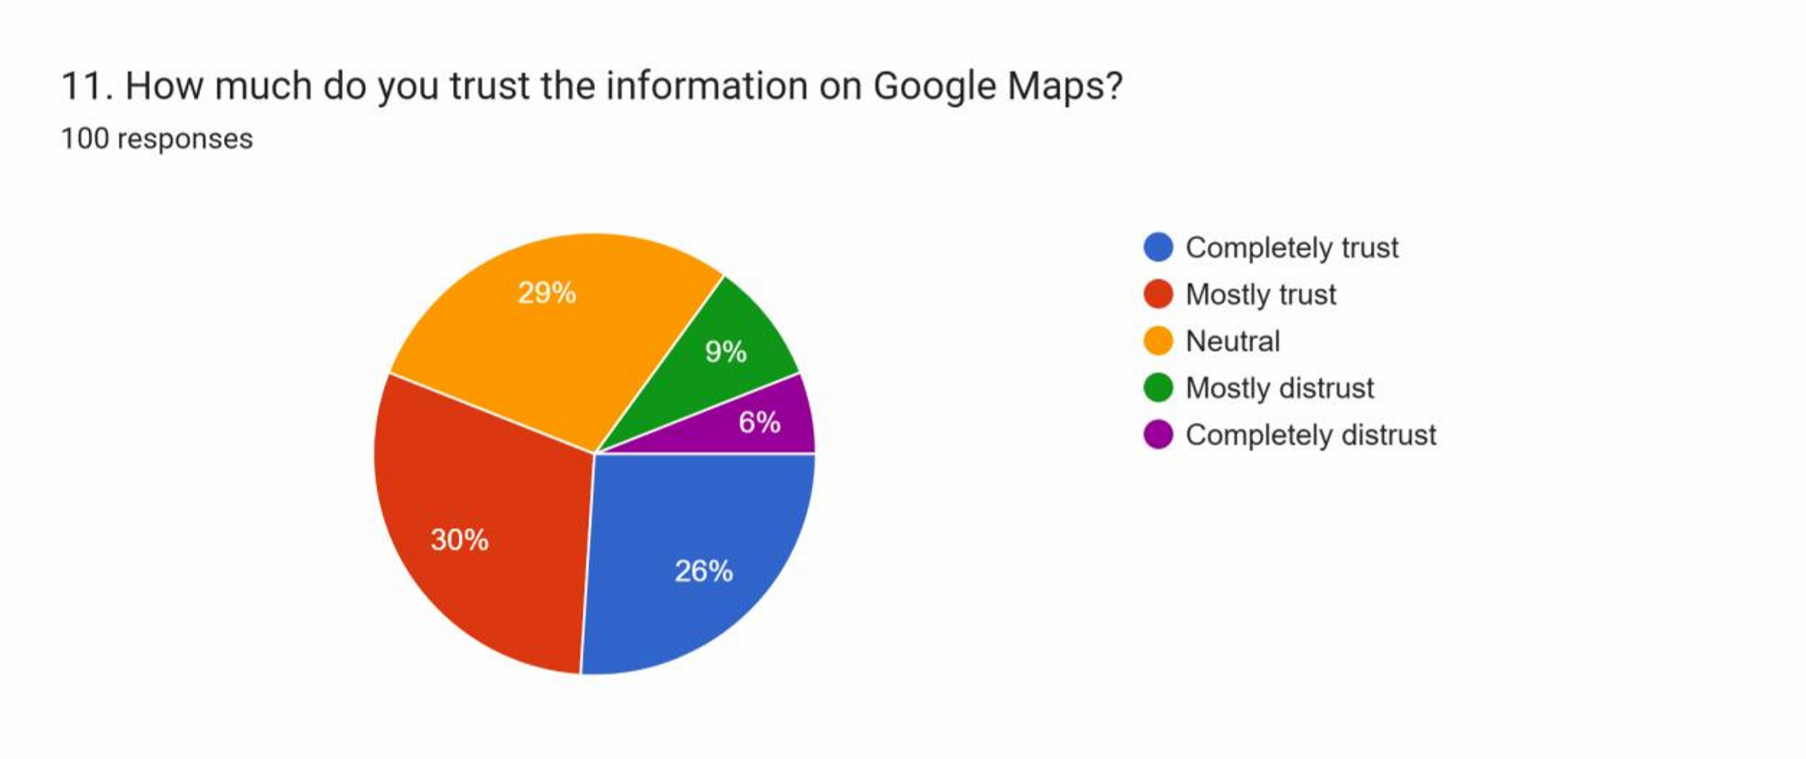 11. How much do you trust the information on Google Maps?
100 responses
29%
9%
6%
30%
26%
Completely trust
Mostly trust
Neutral
Mostly distrust
Completely distrust